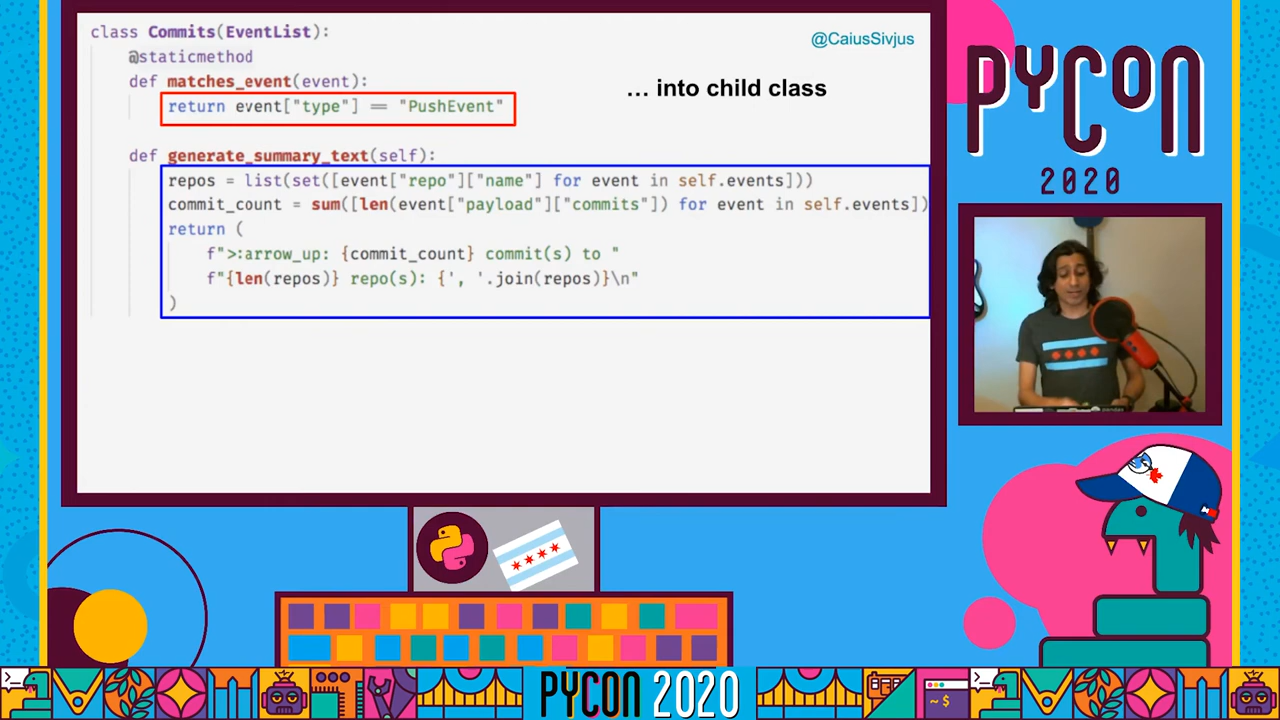 class Commits(EventList):
@staticmethod
def matches_event(event):
return event["type"] == "PushEvent"
def generate_summary_text(self):
repos = list(set([event["repo"]["name"] for event in self.events]))
commit_count = sum([len(event["payload"]["commits"]) for event in self.events])
return (
f">:arrow_up: {commit_count} commit(s) to "
f"{len(repos)} repo(s): {', '.join(repos)}\n"
)
@CaiusSivjus
... into child class
PYCON
2020
PYCON 2020
~$